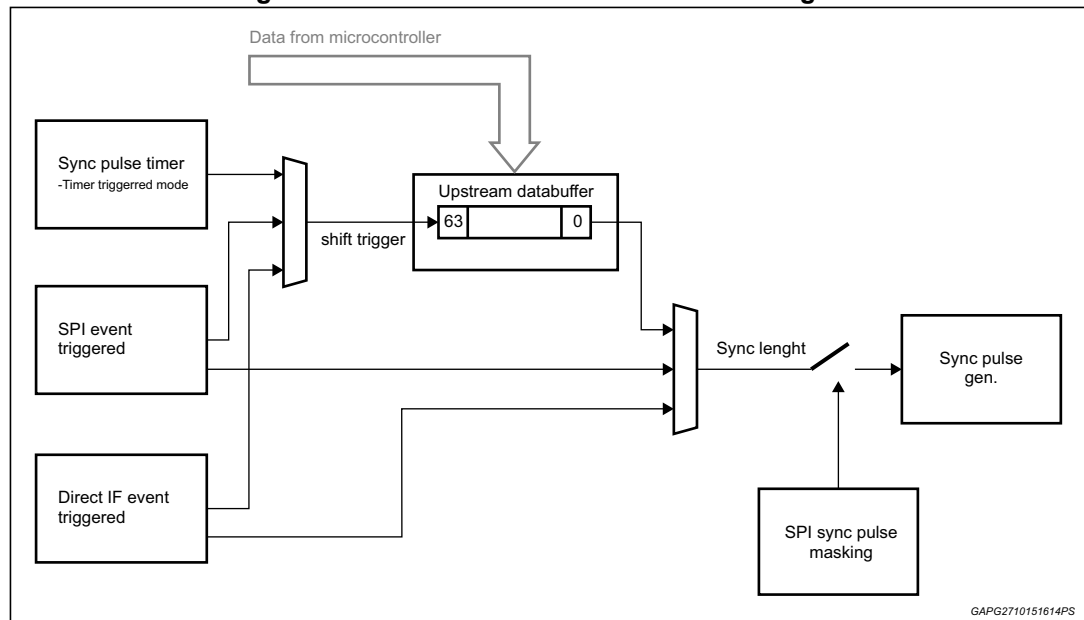 Data from microcontroller
Sync pulse timer
-Timer triggerred mode
Upstream databuffer
63
0
shift trigger
SPI event
triggered
Sync lenght
Sync pulse
gen.
Direct IF event
triggered
SPI sync pulse
masking
GAPG2710151614PS